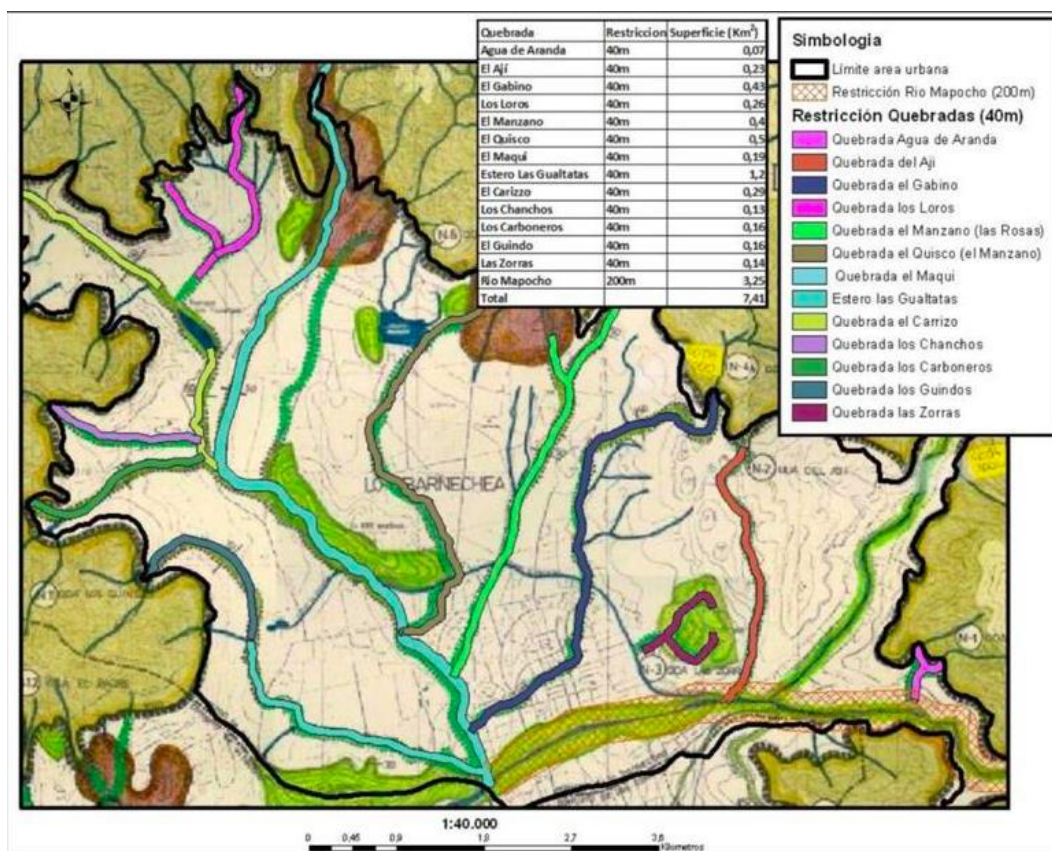 Quebrada Restriccion Superficie (Km²)
Agua de Aranda 40m 0,07
El Ají 40m 0,23
El Gabino 40m 0,43
Los Loros 40m 0,26
El Manzano 40m 0,4
El Quisco 40m 0,5
El Maqui 40m 0,19
Estero Las Gualtatas 40m 1,2
El Carizzo 40m 0,29
Los Chanchos 40m 0,13
Los Carboneros 40m 0,16
El Guindo 40m 0,16
Las Zorras 40m 0,14
Rio Mapocho 200m 3,25
Total 7,41
Simbologia
Límite area urbana
Restricción Rio Mapocho (200m)
Restricción Quebradas (40m)
Quebrada Agua de Aranda
Quebrada del Aji
Quebrada el Gabino
Quebrada los Loros
Quebrada el Manzano (las Rosas)
Quebrada el Quisco (el Manzano)
Quebrada el Maqui
Estero las Gualtatas
Quebrada el Carrizo
Quebrada los Chanchos
Quebrada los Carboneros
Quebrada los Guindos
Quebrada las Zorras
N-6
N-4
N-2
BARNECHEA
N-3
N-1
1:40.000
0 0,45 0,9 1,8 2,7 3,6
Kilometros